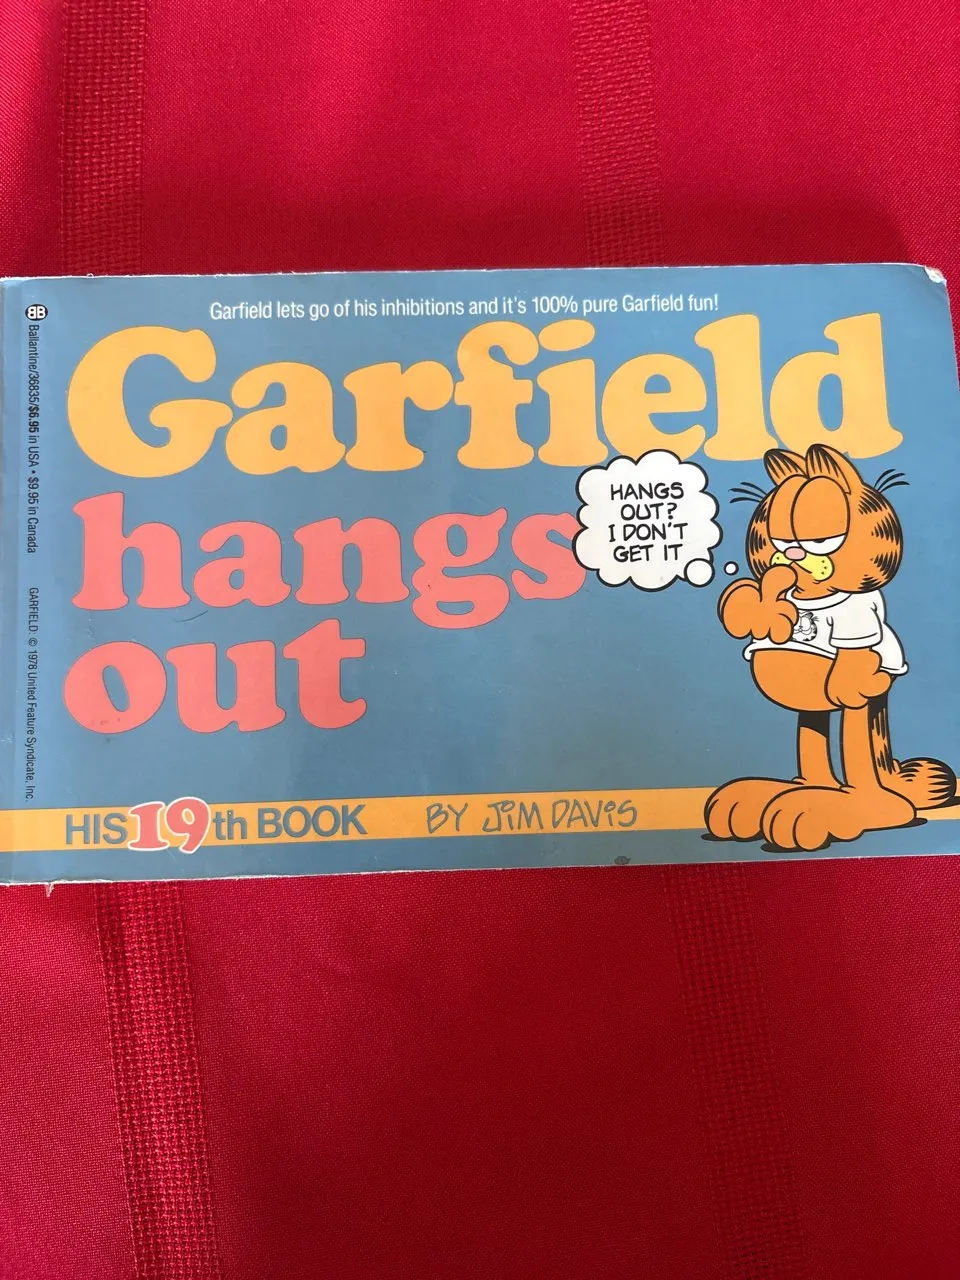 Garfield lets go of his inhibitions and it's 100% pure Garfield fun!
Garfield
hangs
out
HANGS
OUT?
I DON'T
GET IT
HIS 19th BOOK
BY JIM DAVIS
BB Ballantine/36835/$6.95 in USA • $9.95 in Canada
GARFIELD: © 1978 United Feature Syndicate, Inc.